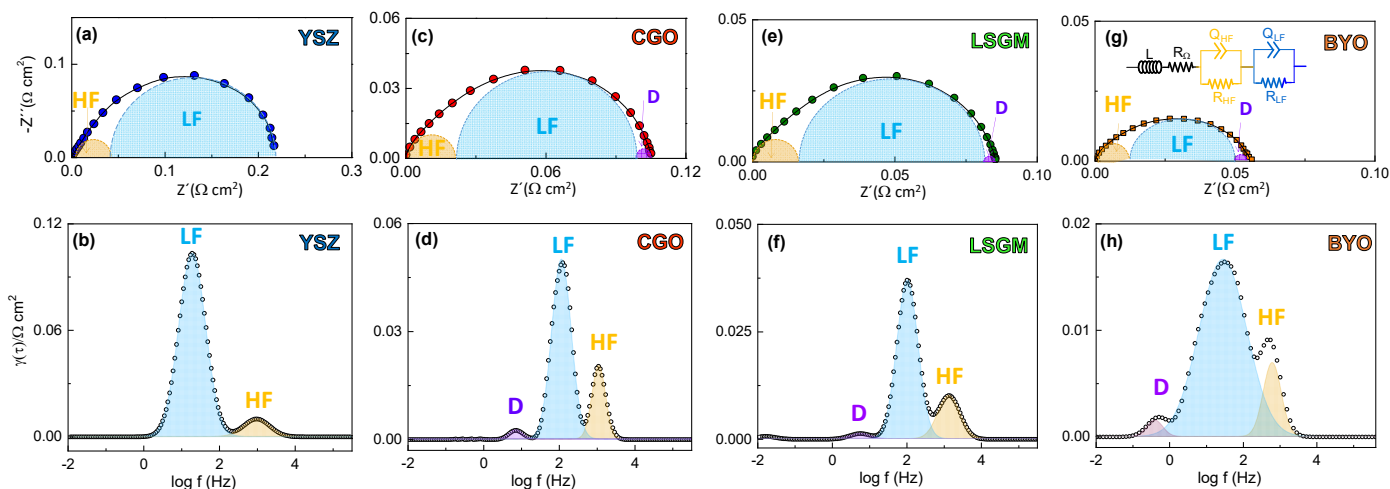 (a) YSZ
-Z´´(Ω cm²)
0.1
0.0
HF
LF
0.0 0.1 0.2 0.3
Z´(Ω cm²)
(c) CGO
0.06
0.03
0.00
HF
LF
D
0.00 0.06 0.12
Z´(Ω cm²)
(e) LSGM
0.05
0.00
HF
LF
D
0.00 0.05 0.10
Z´(Ω cm²)
(g) BYO
0.05
0.00
L
R_Ω
Q_HF
R_HF
Q_LF
R_LF
HF
LF
D
0.00 0.05 0.10
Z´(Ω cm²)
(b) YSZ
γ(τ)/Ω cm²
0.12
0.06
0.00
LF
HF
-2 0 2 4
log f (Hz)
(d) CGO
0.06
0.03
0.00
D
LF
HF
-2 0 2 4
log f (Hz)
(f) LSGM
0.050
0.025
0.000
D
LF
HF
-2 0 2 4
log f (Hz)
(h) BYO
0.02
0.01
0.00
D
LF
HF
-2 0 2 4
log f (Hz)